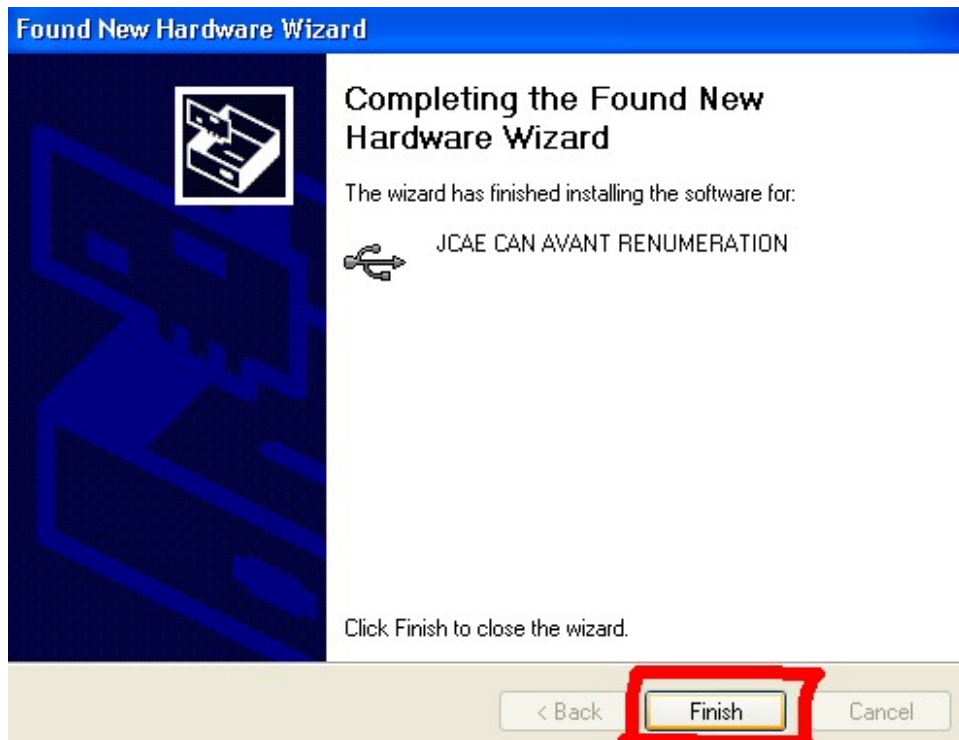 Found New Hardware Wizard
Completing the Found New
Hardware Wizard
The wizard has finished installing the software for:
JCAE CAN AVANT RENUMERATION
Click Finish to close the wizard.
< Back Finish Cancel